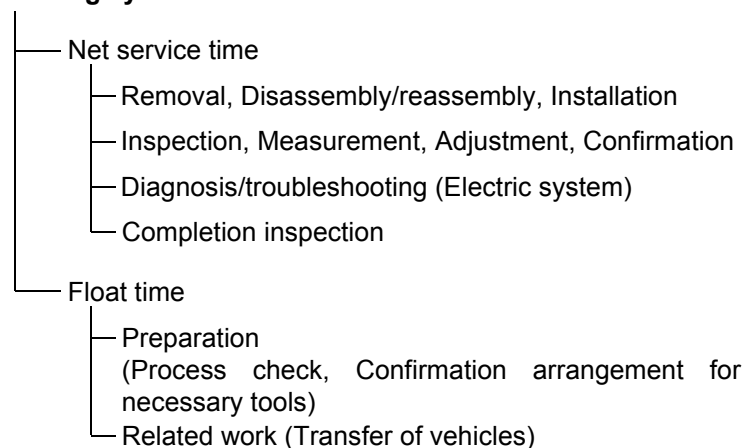 Net service time
Removal, Disassembly/reassembly, Installation
Inspection, Measurement, Adjustment, Confirmation
Diagnosis/troubleshooting (Electric system)
Completion inspection
Float time
Preparation
(Process check, Confirmation arrangement for
necessary tools)
Related work (Transfer of vehicles)